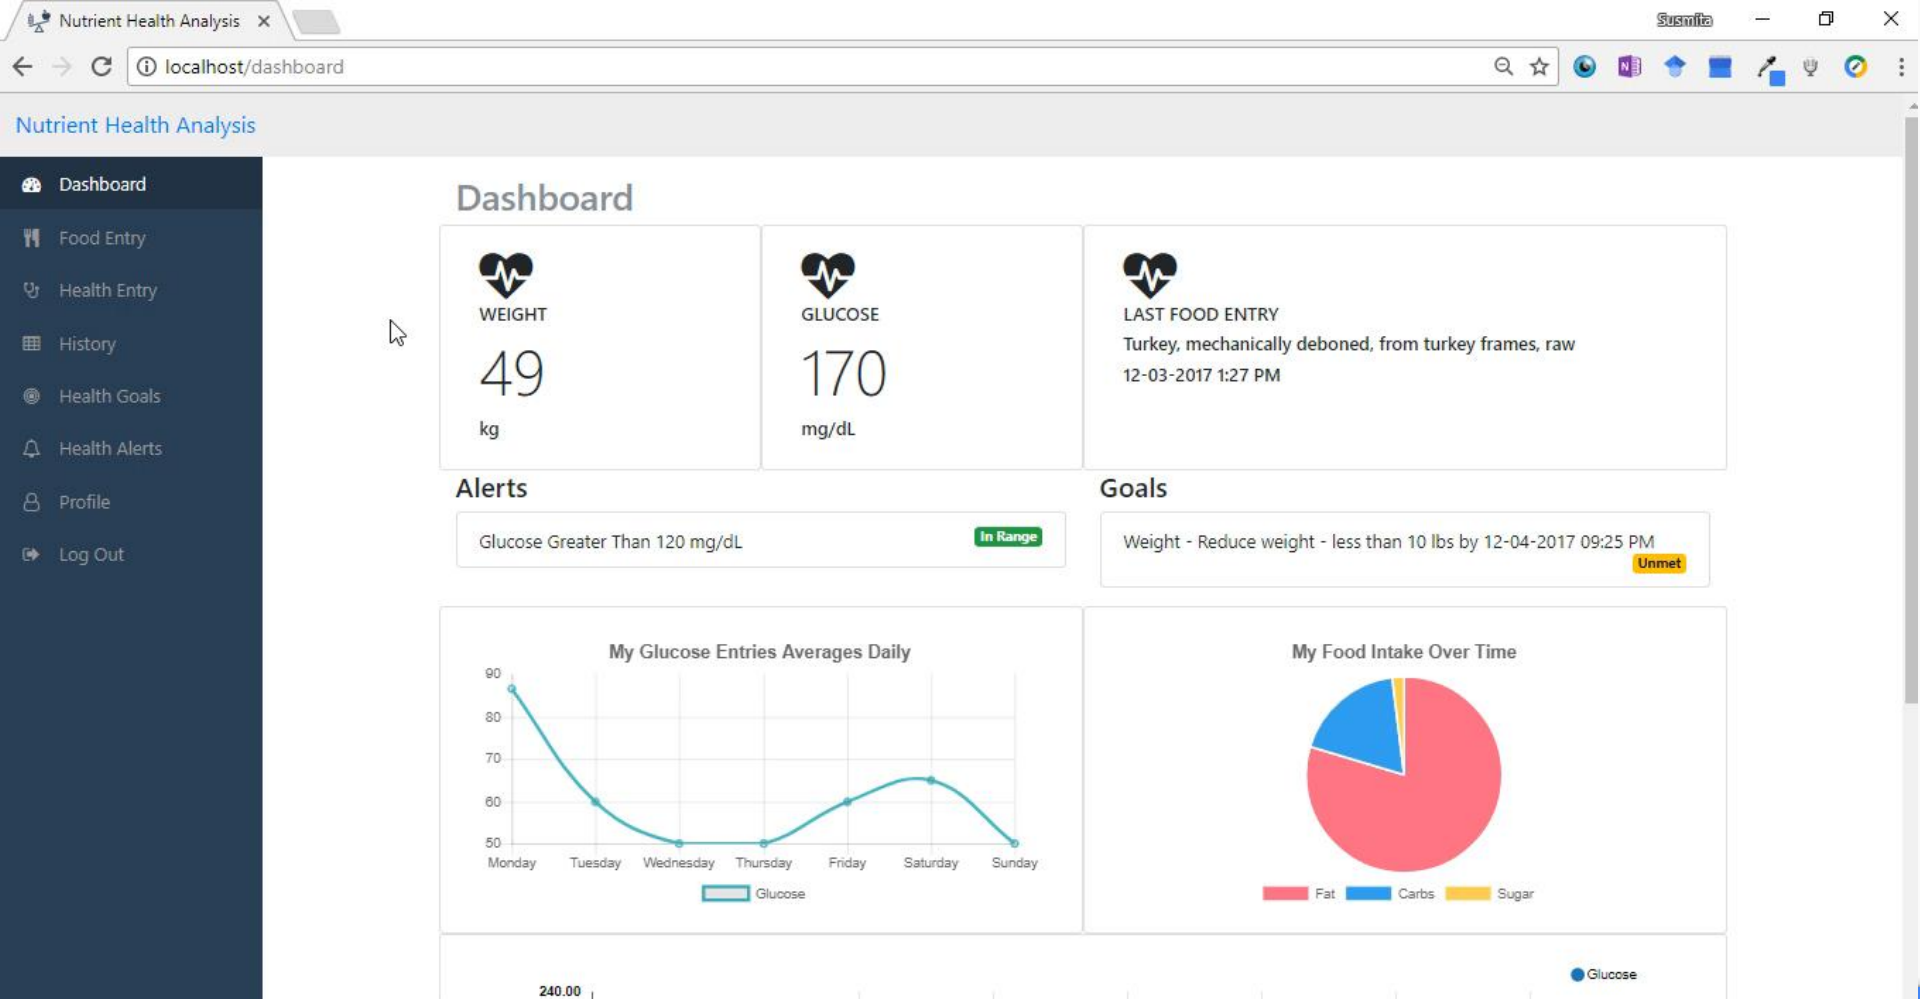 Nutrient Health Analysis
Susmita
localhost/dashboard
Nutrient Health Analysis
Dashboard
Food Entry
Health Entry
History
Health Goals
Health Alerts
Profile
Log Out
Dashboard
WEIGHT
49
kg
GLUCOSE
170
mg/dL
LAST FOOD ENTRY
Turkey, mechanically deboned, from turkey frames, raw
12-03-2017 1:27 PM
Alerts
Glucose Greater Than 120 mg/dL
In Range
Goals
Weight - Reduce weight - less than 10 lbs by 12-04-2017 09:25 PM
Unmet
My Glucose Entries Averages Daily
90
80
70
60
50
Monday Tuesday Wednesday Thursday Friday Saturday Sunday
Glucose
My Food Intake Over Time
Fat Carbs Sugar
Glucose
240.00